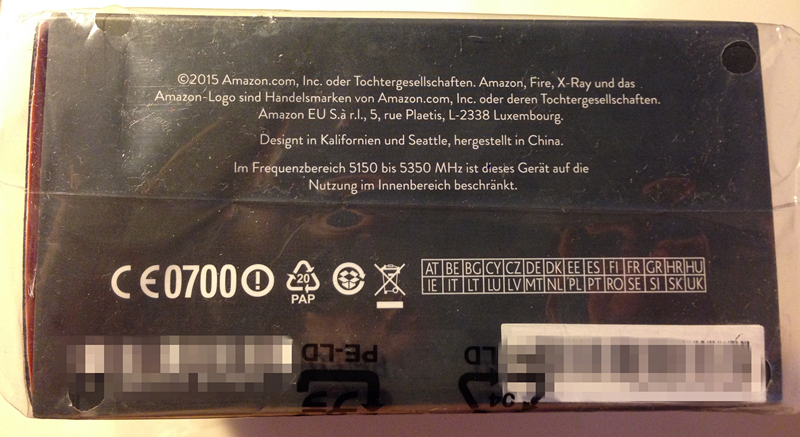 ©2015 Amazon.com, Inc. oder Tochtergesellschaften. Amazon, Fire, X-Ray und das
Amazon-Logo sind Handelsmarken von Amazon.com, Inc. oder deren Tochtergesellschaften.
Amazon EU S.à r.l., 5, rue Plaetis, L-2338 Luxembourg.
Designt in Kalifornien und Seattle, hergestellt in China.
Im Frequenzbereich 5150 bis 5350 MHz ist dieses Gerät auf die
Nutzung im Innenbereich beschränkt.
CE0700
20
PAP
AT BE BG CY CZ DE DK EE ES FI FR GR HR HU
IE IT LT LU LV MT NL PL PT RO SE SI SK UK
PE-LD
LD
04